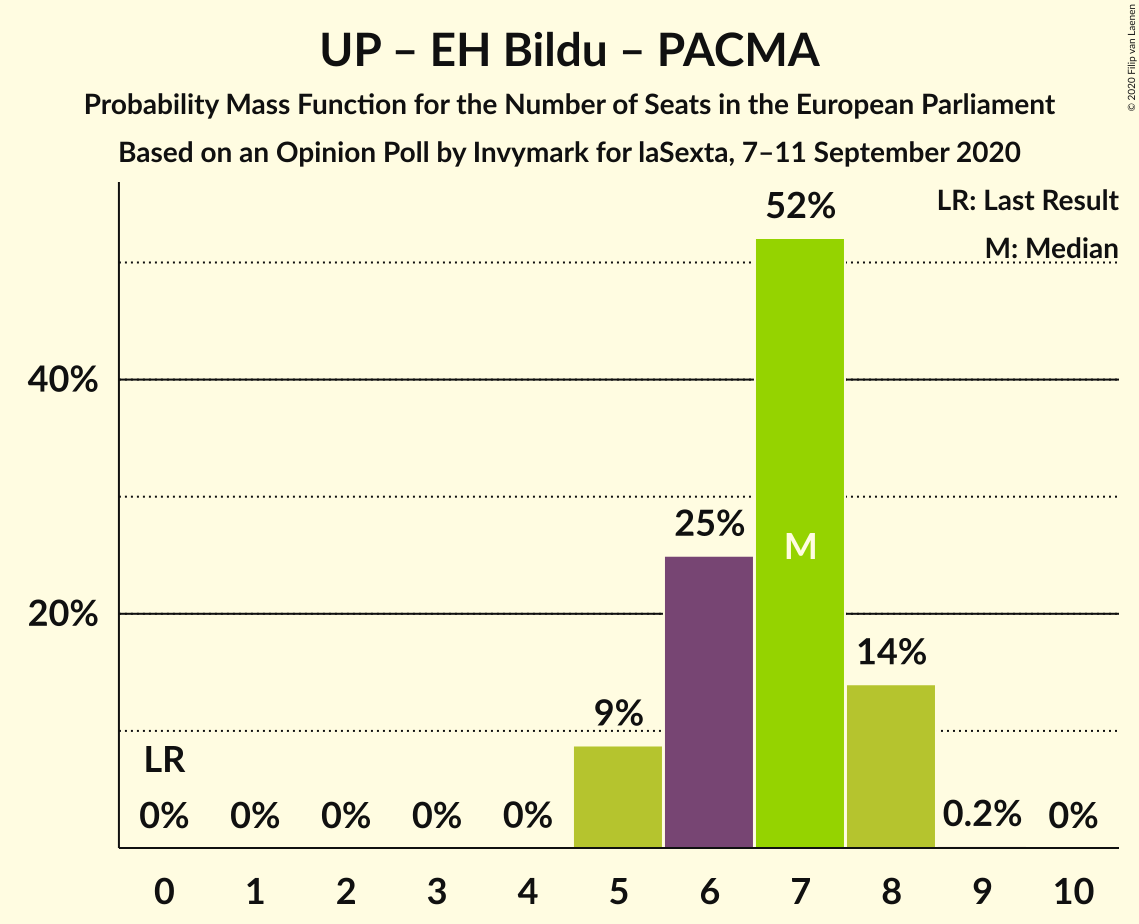 UP – EH Bildu – PACMA
Probability Mass Function for the Number of Seats in the European Parliament
Based on an Opinion Poll by Invymark for laSexta, 7–11 September 2020
© 2020 Filip van Laenen
LR: Last Result
M: Median
52%
40%
25%
M
20%
14%
9%
LR
0%
0%
0%
0%
0%
0.2%
0%
0 1 2 3 4 5 6 7 8 9 10